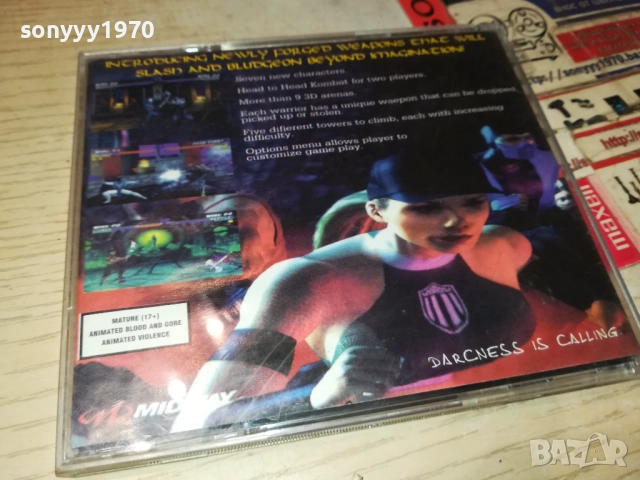 sonyyy1970
INTRODUCING NEWLY FORGED WEAPONS THAT WILL
SLASH AND BLUDGEON BEYOND IMAGINATION!
Seven new characters.
Head to Head Kombat for two players.
More than 9 3D arenas.
Each warrior has a unique waerpon that can be dropped,
picked up or stolen.
Five different towers to climb, each with increasing
difficulty.
Options menu allows player to
customize game play.
MATURE (17+)
ANIMATED BLOOD AND GORE
ANIMATED VIOLENCE
MIDWAY
DARCNESS IS CALLING
maxell
http://
BAZAR